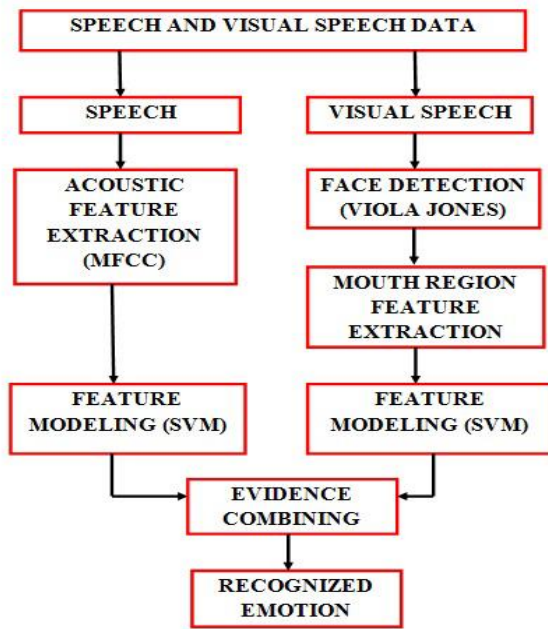 SPEECH AND VISUAL SPEECH DATA
SPEECH
VISUAL SPEECH
ACOUSTIC
FEATURE
EXTRACTION
(MFCC)
FACE DETECTION
(VIOLA JONES)
MOUTH REGION
FEATURE
EXTRACTION
FEATURE
MODELING (SVM)
FEATURE
MODELING (SVM)
EVIDENCE
COMBINING
RECOGNIZED
EMOTION